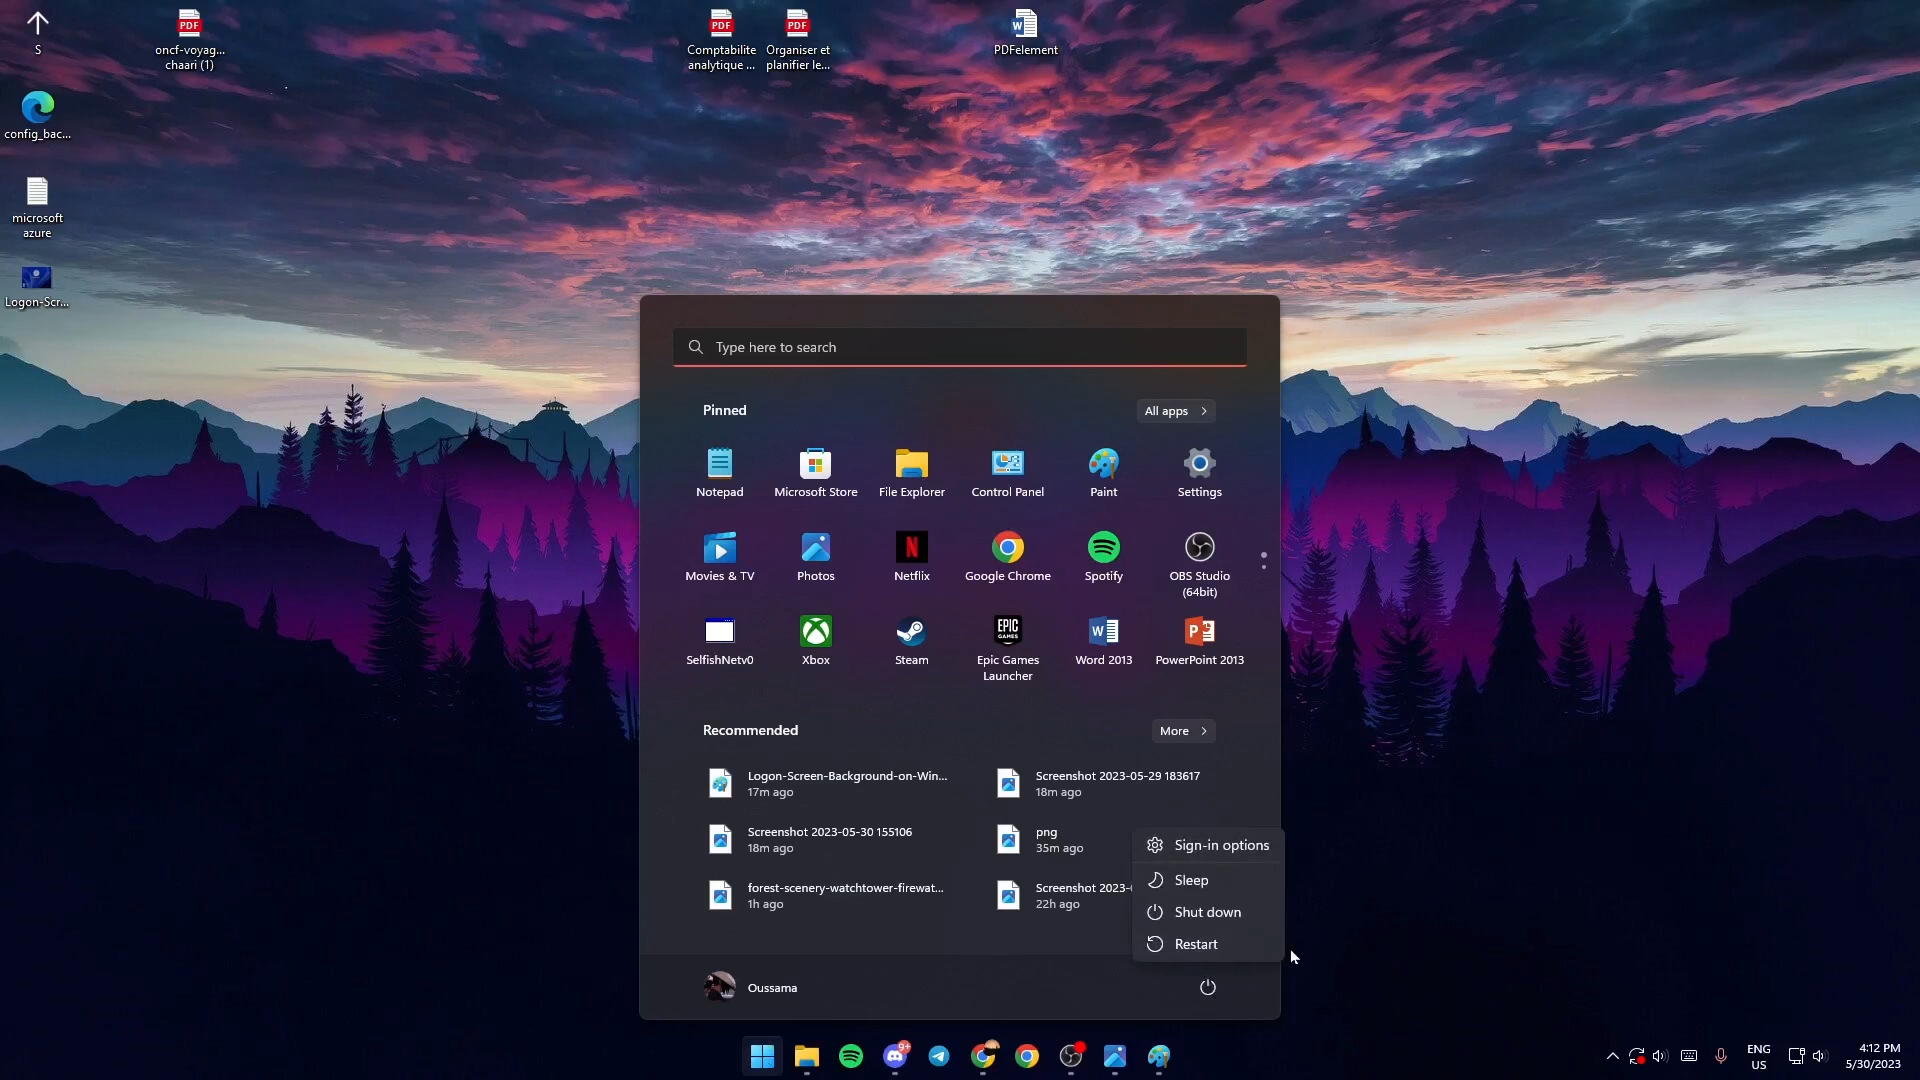 S
oncf-voyag...
chaari (1)
Comptabilite
analytique ...
Organiser et
planifier le...
PDFelement
config_bac...
microsoft
azure
Logon-Scr...
Type here to search
Pinned
All apps
Notepad
Microsoft Store
File Explorer
Control Panel
Paint
Settings
Movies & TV
Photos
Netflix
Google Chrome
Spotify
OBS Studio
(64bit)
SelfishNetv0
Xbox
Steam
Epic Games
Launcher
Word 2013
PowerPoint 2013
Recommended
More
Logon-Screen-Background-on-Win...
17m ago
Screenshot 2023-05-29 183617
18m ago
Screenshot 2023-05-30 155106
18m ago
png
35m ago
forest-scenery-watchtower-firewat...
1h ago
Screenshot 2023-
22h ago
Sign-in options
Sleep
Shut down
Restart
Oussama
9+
ENG
US
4:12 PM
5/30/2023